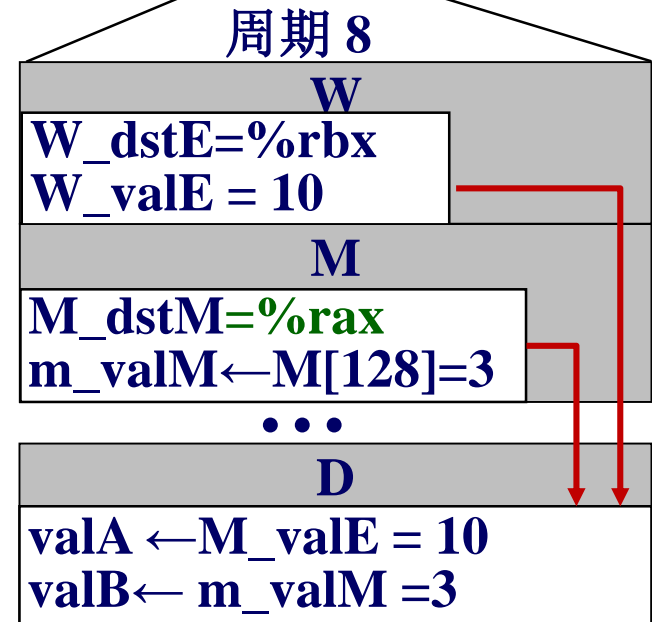 周期 8
W
W_dstE=%rbx
W_valE = 10
M
M_dstM=%rax
m_valM←M[128]=3
•••
D
valA ←M_valE = 10
valB← m_valM =3